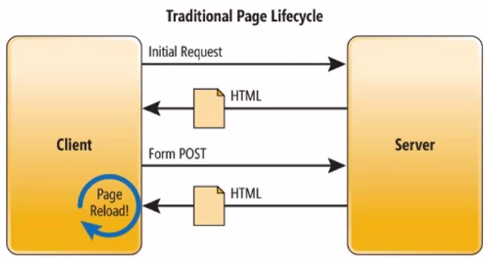 Traditional Page Lifecycle
Initial Request
HTML
Client
Form POST
Server
HTML
Page
Reload!